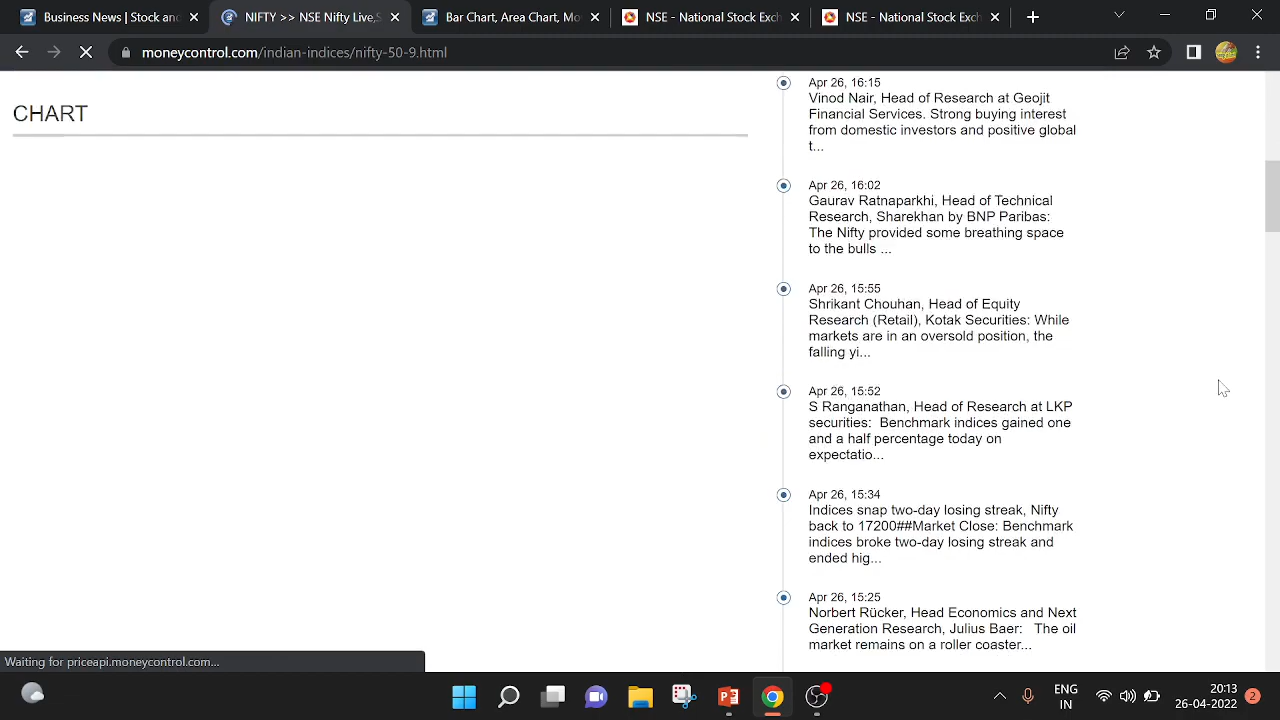 Business News | Stock and
NIFTY >> NSE Nifty Live S
Bar Chart, Area Chart, Mo
NSE - National Stock Exch
NSE - National Stock Exch
moneycontrol.com/indian-indices/nifty-50-9.html
CHART
Apr 26, 16:15
Vinod Nair, Head of Research at Geojit
Financial Services. Strong buying interest
from domestic investors and positive global
t...
Apr 26, 16:02
Gaurav Ratnaparkhi, Head of Technical
Research, Sharekhan by BNP Paribas:
The Nifty provided some breathing space
to the bulls ...
Apr 26, 15:55
Shrikant Chouhan, Head of Equity
Research (Retail), Kotak Securities: While
markets are in an oversold position, the
falling yi...
Apr 26, 15:52
S Ranganathan, Head of Research at LKP
securities: Benchmark indices gained one
and a half percentage today on
expectatio...
Apr 26, 15:34
Indices snap two-day losing streak, Nifty
back to 17200##Market Close: Benchmark
indices broke two-day losing streak and
ended hig...
Apr 26, 15:25
Norbert Rücker, Head Economics and Next
Generation Research, Julius Baer: The oil
market remains on a roller coaster...
Waiting for priceapi.moneycontrol.com...
ENG
IN
20:13
26-04-2022
2